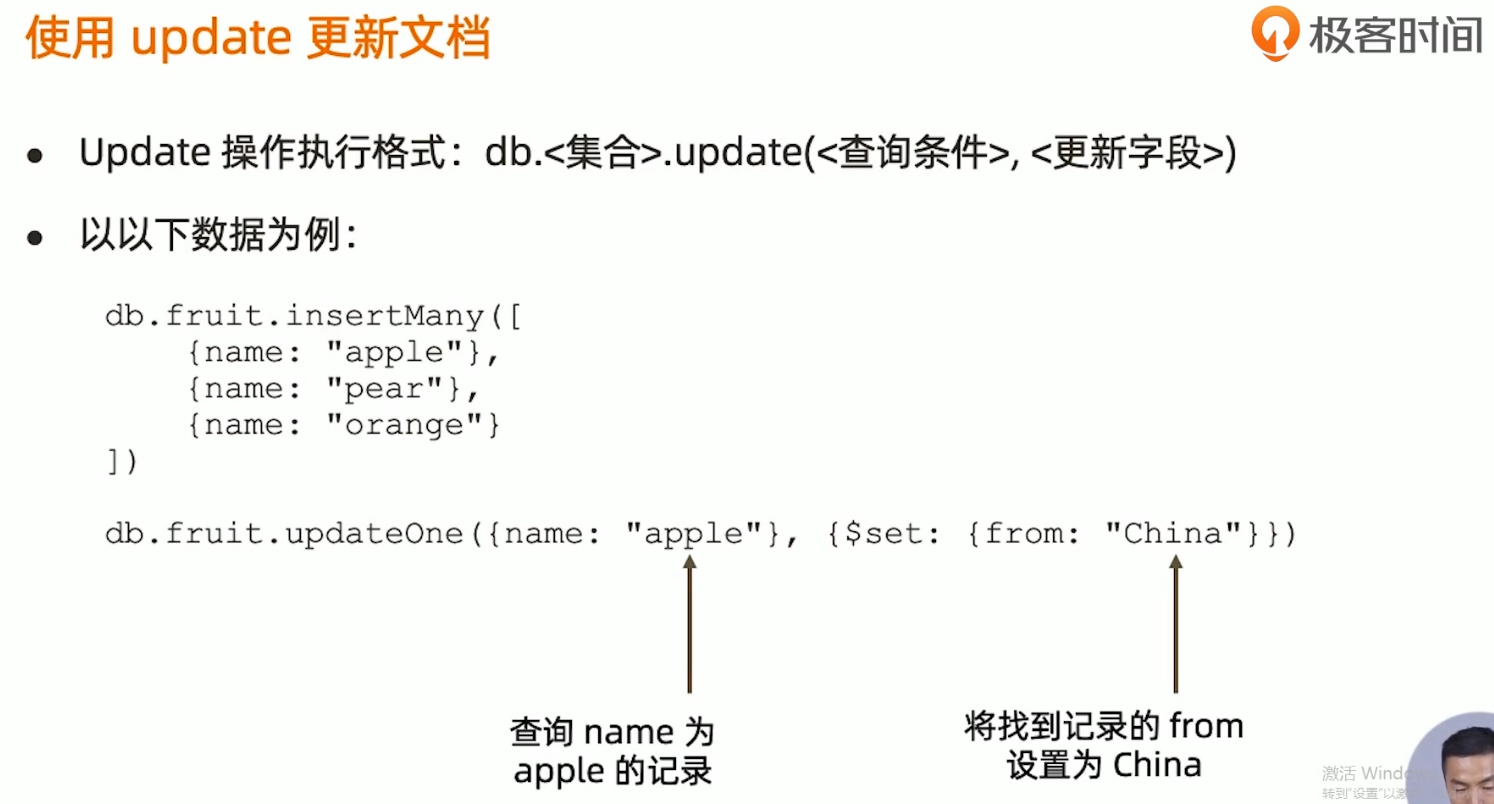 使用 update 更新文档
极客时间
● Update 操作执行格式：db.<集合>.update(<查询条件>, <更新字段>)
● 以以下数据为例：
db.fruit.insertMany([
{name: "apple"},
{name: "pear"},
{name: "orange"}
])
db.fruit.updateOne({name: "apple"}, {$set: {from: "China"}})
查询 name 为
apple 的记录
将找到记录的 from
设置为 China
激活 Windows
转到"设置"以激